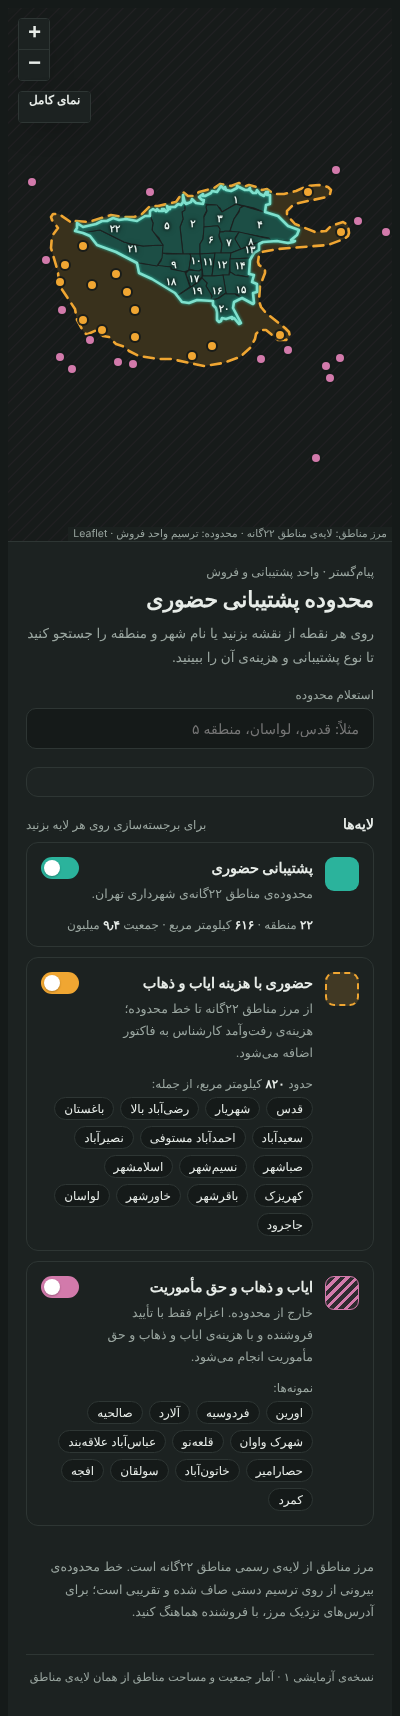 +
−
نمای کامل
۱
۲
۳
۴
۵
۶
۷
۸
۹
۱۰
۱۱
۱۲
۱۳
۱۴
۱۵
۱۶
۱۷
۱۸
۱۹
۲۰
۲۱
۲۲
مرز مناطق: لایه‌ی مناطق ۲۲گانه · محدوده: ترسیم واحد فروش · Leaflet
پیام‌گستر · واحد پشتیبانی و فروش
محدوده پشتیبانی حضوری
روی هر نقطه از نقشه بزنید یا نام شهر و منطقه را جستجو کنید
تا نوع پشتیبانی و هزینه‌ی آن را ببینید.
استعلام محدوده
مثلاً: قدس، لواسان، منطقه ۵
لایه‌ها
برای برجسته‌سازی روی هر لایه بزنید
پشتیبانی حضوری
محدوده‌ی مناطق ۲۲گانه‌ی شهرداری تهران.
۲۲ منطقه · ۶۱۶ کیلومتر مربع · جمعیت ۹٫۴ میلیون
حضوری با هزینه ایاب و ذهاب
از مرز مناطق ۲۲گانه تا خط محدوده؛
هزینه‌ی رفت‌وآمد کارشناس به فاکتور
اضافه می‌شود.
حدود ۸۲۰ کیلومتر مربع، از جمله:
قدس شهریار رضی‌آباد بالا باغستان
سعیدآباد احمدآباد مستوفی نصیرآباد
صباشهر نسیم‌شهر اسلامشهر
کهریزک باقرشهر خاورشهر لواسان
جاجرود
ایاب و ذهاب و حق مأموریت
خارج از محدوده. اعزام فقط با تأیید
فروشنده و با هزینه‌ی ایاب و ذهاب و حق
مأموریت انجام می‌شود.
نمونه‌ها:
اورین فردوسیه آلارد صالحیه
شهرک واوان قلعه‌نو عباس‌آباد علاقه‌بند
حصارامیر خاتون‌آباد سولقان افجه
کمرد
مرز مناطق از لایه‌ی رسمی مناطق ۲۲گانه است. خط محدوده‌ی
بیرونی از روی ترسیم دستی صاف شده و تقریبی است؛ برای
آدرس‌های نزدیک مرز، با فروشنده هماهنگ کنید.
نسخه‌ی آزمایشی ۱ · آمار جمعیت و مساحت مناطق از همان لایه‌ی مناطق